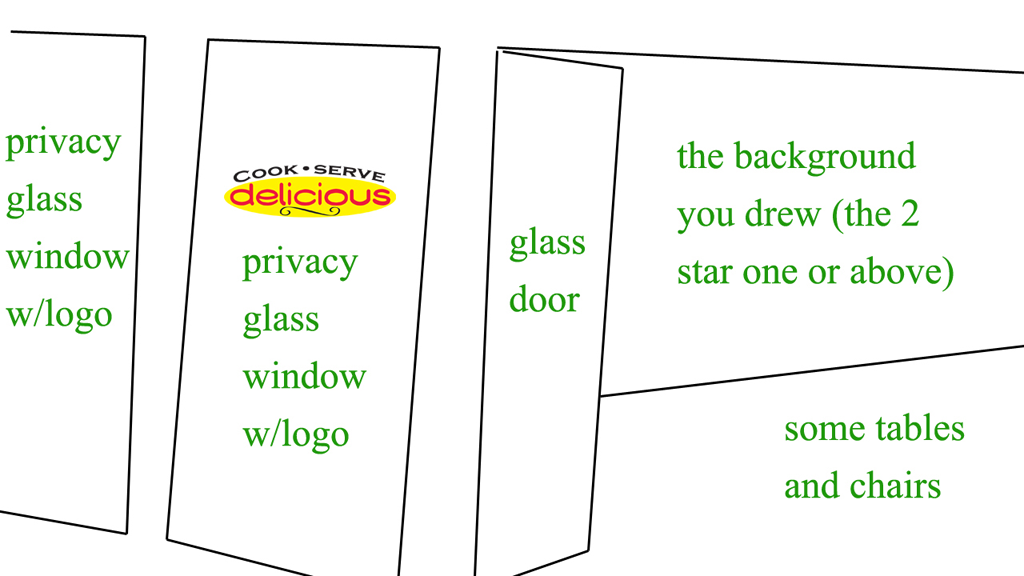 privacy
glass
window
w/logo
COOK • SERVE
delicious
privacy
glass
window
w/logo
glass
door
the background
you drew (the 2
star one or above)
some tables
and chairs